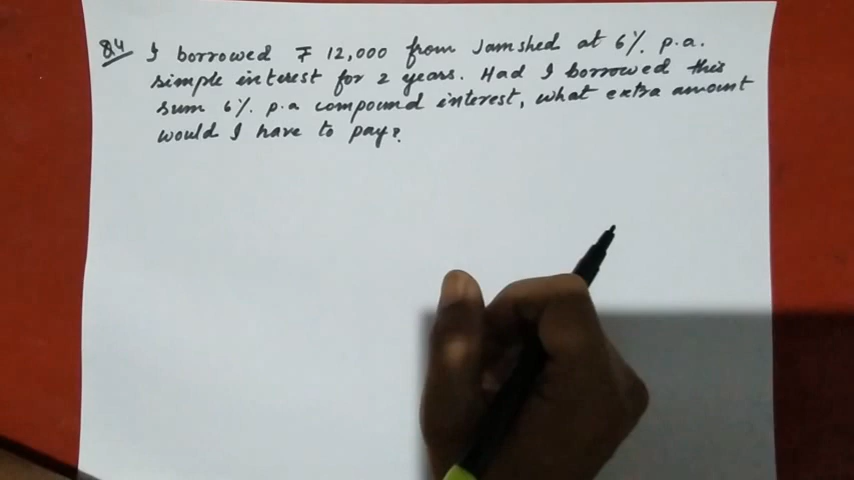 Q4 I borrowed ₹ 12,000 from Jamshed at 6% p.a.
simple interest for 2 years. Had I borrowed this
sum 6% p.a compound interest, what extra amount
would I have to pay?